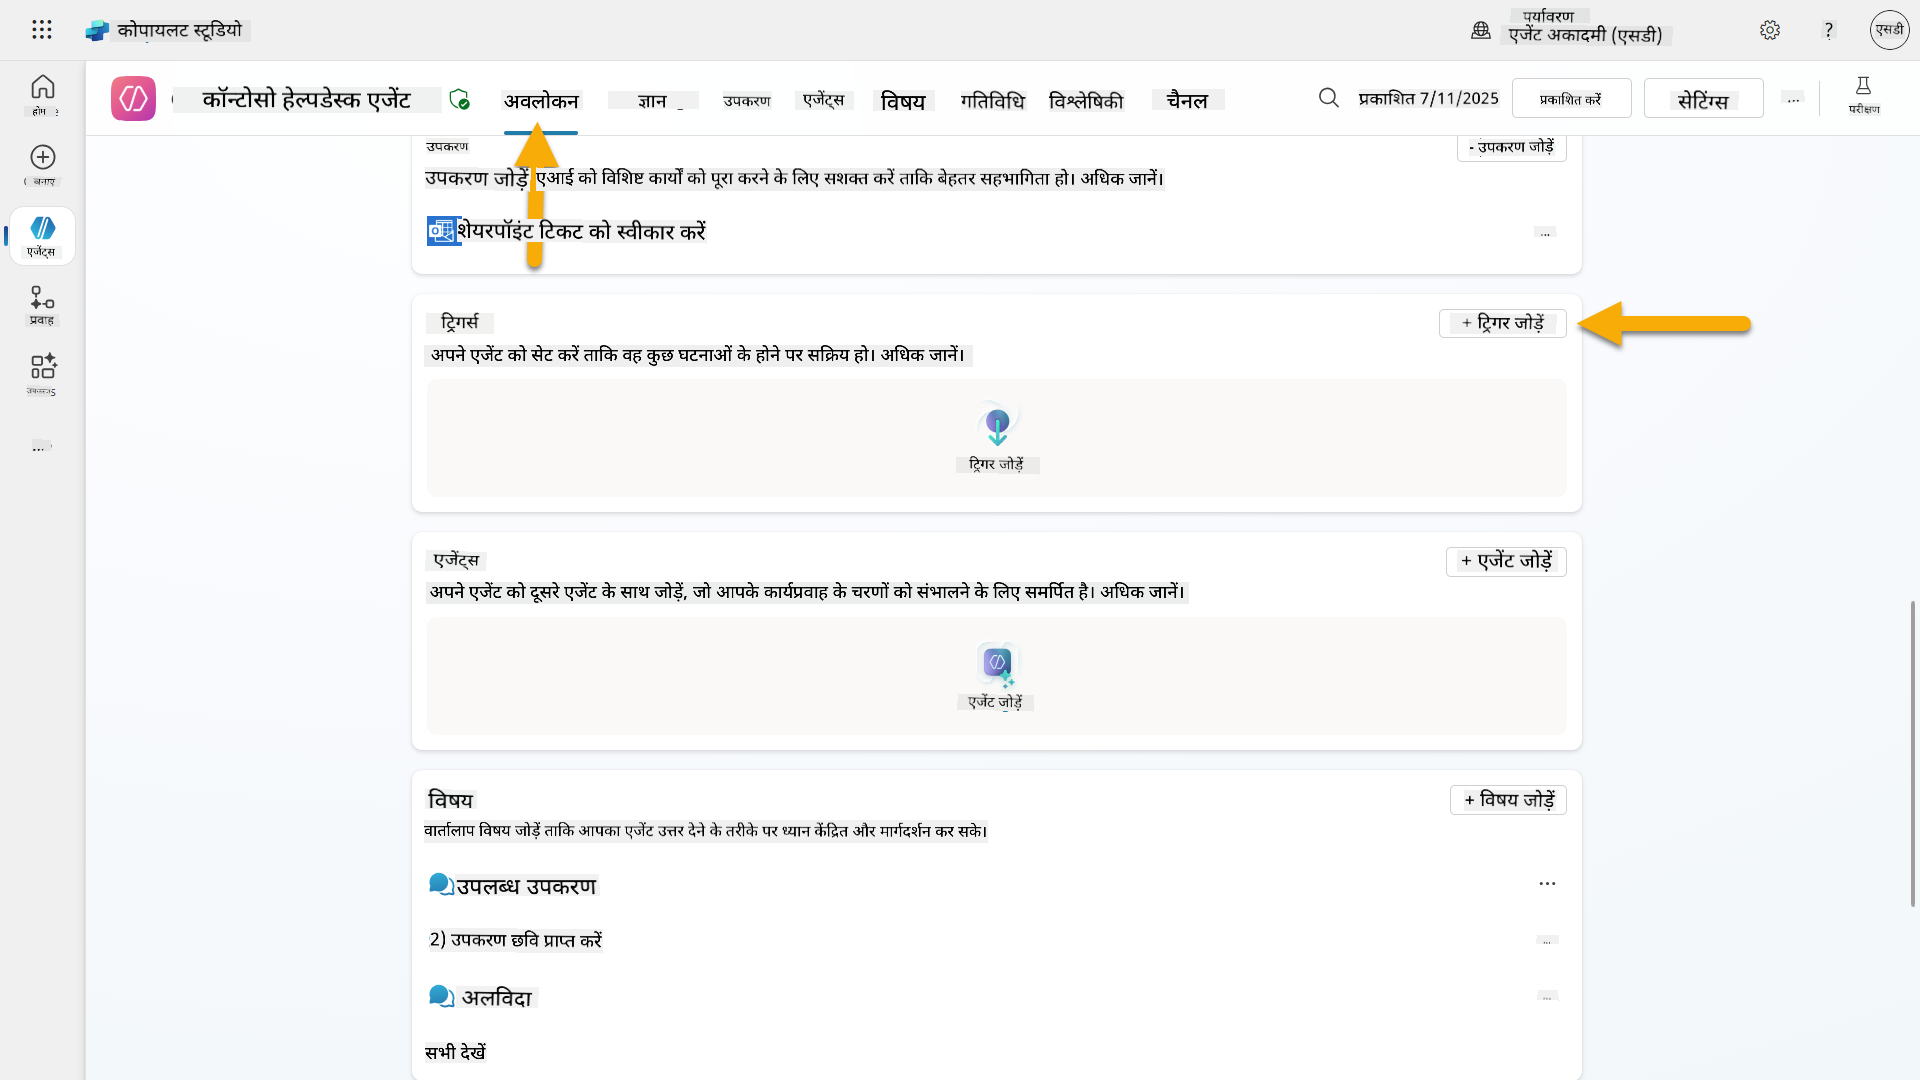 कोपायलट स्टूडियो
पर्यावरण
एजेंट अकादमी (एसडी)
?
एसडी
होम
बनाएं
एजेंट्स
प्रवाह
...
कॉन्टोसो हेल्पडेस्क एजेंट
अवलोकन
ज्ञान
उपकरण
एजेंट्स
विषय
गतिविधि
विश्लेषिकी
चैनल
प्रकाशित 7/11/2025
प्रकाशित करें
सेटिंग्स
...
परीक्षण
उपकरण
- उपकरण जोड़ें
उपकरण जोड़ें एआई को विशिष्ट कार्यों को पूरा करने के लिए सशक्त करें ताकि बेहतर सहभागिता हो। अधिक जानें।
शेयरपॉइंट टिकट को स्वीकार करें
...
ट्रिगर्स
+ ट्रिगर जोड़ें
अपने एजेंट को सेट करें ताकि वह कुछ घटनाओं के होने पर सक्रिय हो। अधिक जानें।
ट्रिगर जोड़ें
एजेंट्स
+ एजेंट जोड़ें
अपने एजेंट को दूसरे एजेंट के साथ जोड़ें, जो आपके कार्यप्रवाह के चरणों को संभालने के लिए समर्पित है। अधिक जानें।
एजेंट जोड़ें
विषय
+ विषय जोड़ें
वार्तालाप विषय जोड़ें ताकि आपका एजेंट उत्तर देने के तरीके पर ध्यान केंद्रित और मार्गदर्शन कर सके।
उपलब्ध उपकरण
...
2) उपकरण छवि प्राप्त करें
...
अलविदा
...
सभी देखें